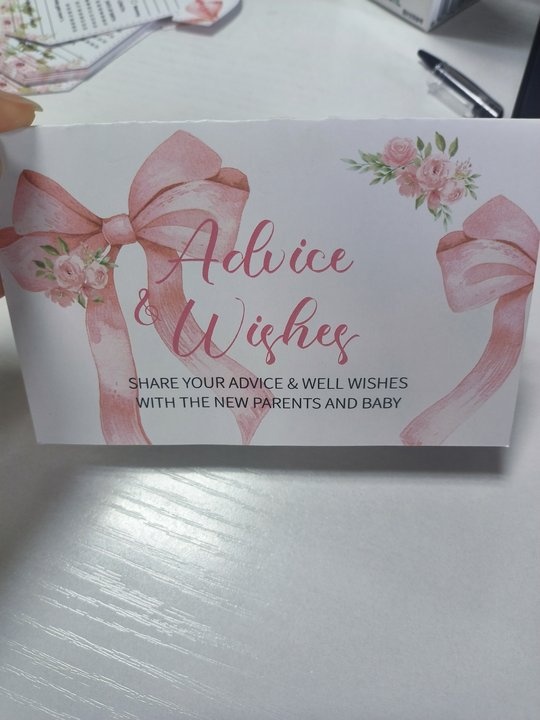 Advice
& Wishes
SHARE YOUR ADVICE & WELL WISHES
WITH THE NEW PARENTS AND BABY